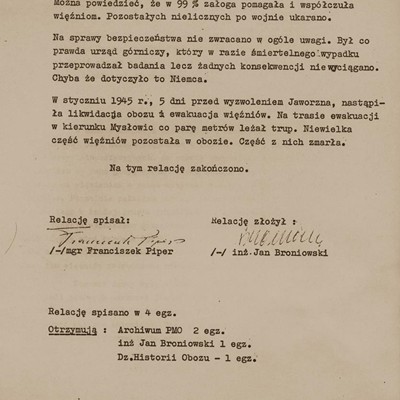 Można powiedzieć, że w 99 % załoga pomagała i współczuła
więźniom. Pozostałych nielicznych po wojnie ukarano.
Na sprawy bezpieczeństwa nie zwracano w ogóle uwagi. Był co
prawda urząd górniczy, który w razie śmiertelnego wypadku
przeprowadzał badania lecz żadnych konsekwencji nie wyciągano.
Chyba że dotyczyło to Niemca.
W styczniu 1945 r., 5 dni przed wyzwoleniem Jaworzna, nastąpi-
ła likwidacja obozu i ewakuacja więźniów. Na trasie ewakuacji
w kierunku Mysłowic co parę metrów leżał trup. Niewielka
część więźniów pozostała w obozie. Część z nich zmarła.
Na tym relację zakończono.
Relację spisał: Relację złożył :
Franciszek Piper
/-/mgr Franciszek Piper /-/ inż. Jan Broniowski
Relację spisano w 4 egz.
Otrzymują : Archiwum PMO 2 egz.
inż Jan Broniowski 1 egz.
Dz.Historii Obozu - 1 egz.